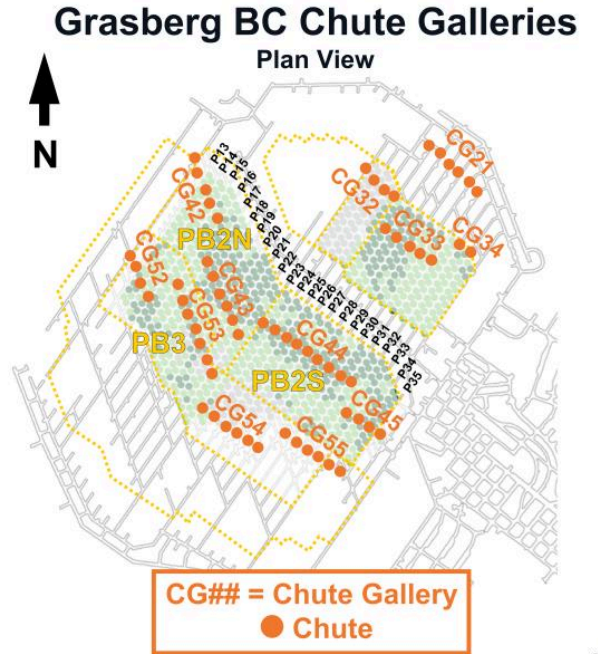 Grasberg BC Chute Galleries
Plan View
N
P13
P14
P15
P16
P17
P18
P19
P20
P21
P22
P23
P24
P25
P26
P27
P28
P29
P30
P31
P32
P33
P34
P35
CG21
CG32
CG33
CG34
CG42
PB2N
CG52
CG43
CG53
PB3
CG44
PB2S
CG45
CG54
CG55
CG## = Chute Gallery
Chute